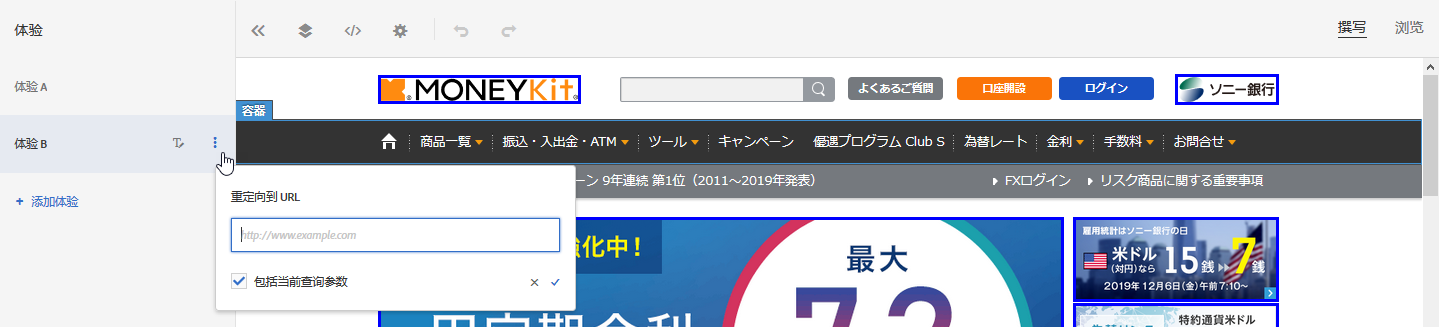 体验
撰写
浏览
体验 A
体验 B
+ 添加体验
重定向到 URL
http://www.example.com
包括当前查询参数
MONEYKit
よくあるご質問
口座開設
ログイン
ソニー銀行
容器
商品一覧
振込・入出金・ATM
ツール
キャンペーン
優遇プログラム Club S
為替レート
金利
手数料
お問合せ
ーン 9年連続 第1位（2011～2019年発表）
FXログイン
リスク商品に関する重要事項
強化中！
最大
雇用統計はソニー銀行の日
米ドル
(対円)なら
15銭
7銭
2019年12月6日(金)午前7:10～
特約通貨米ドル